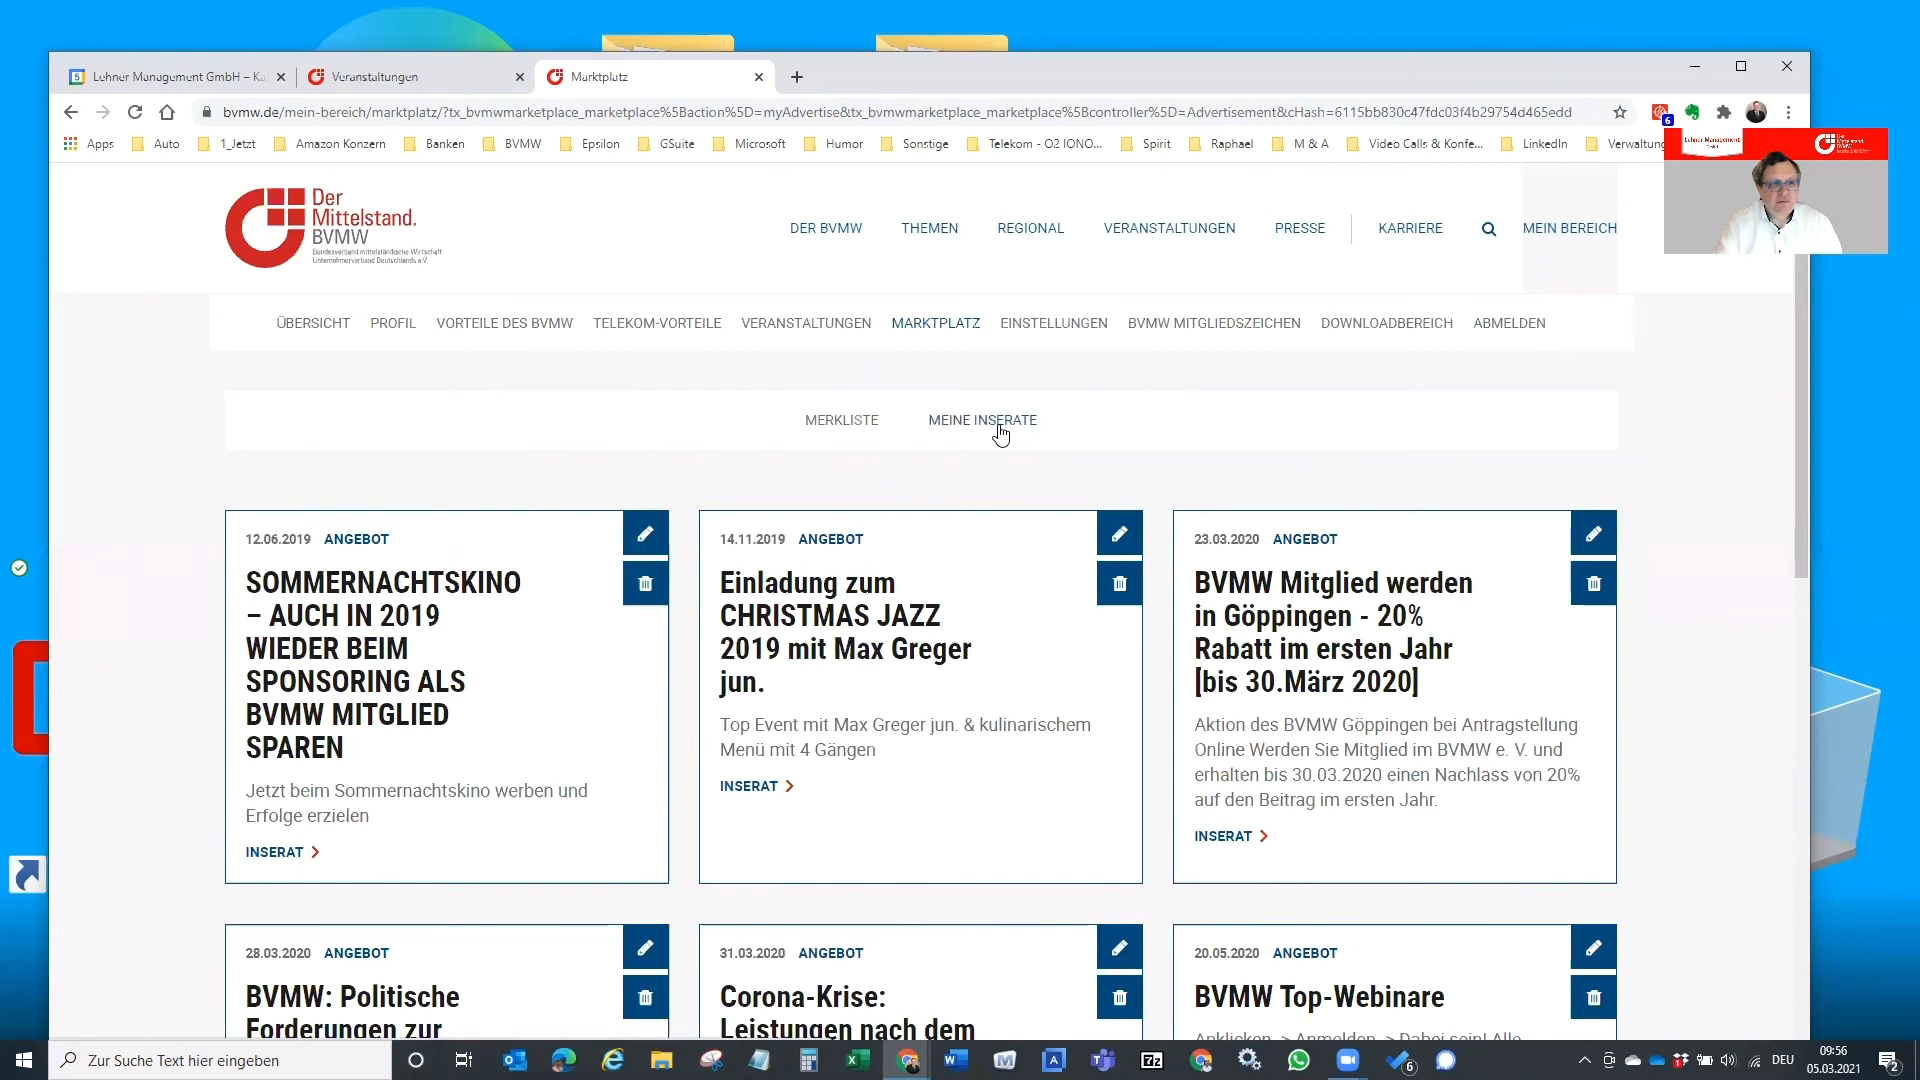 Lehner Management GmbH – Ka
Veranstaltungen
Marktplatz
bvmw.de/mein-bereich/marktplatz/?tx_bvmwmarketplace_marketplace%5Baction%5D=myAdvertise&tx_bvmwmarketplace_marketplace%5Bcontroller%5D=Advertisement&cHash=6115bb830c47fdc03f4b29754d465edd
6
Apps
Auto
1_Jetzt
Amazon Konzern
Banken
BVMW
Epsilon
GSuite
Microsoft
Humor
Sonstige
Telekom - O2 IONO...
Spirit
Raphael
M & A
Video Calls & Konfe...
LinkedIn
Verwaltung
Lehner Management
Der
Mittelstand.
BVMW
Bundesverband mittelständische Wirtschaft
Unternehmerverband Deutschlands e.V.
DER BVMW
THEMEN
REGIONAL
VERANSTALTUNGEN
PRESSE
KARRIERE
MEIN BEREICH
Der
Mittelstand.
BVMW
ÜBERSICHT
PROFIL
VORTEILE DES BVMW
TELEKOM-VORTEILE
VERANSTALTUNGEN
MARKTPLATZ
EINSTELLUNGEN
BVMW MITGLIEDSZEICHEN
DOWNLOADBEREICH
ABMELDEN
MERKLISTE
MEINE INSERATE
12.06.2019 ANGEBOT
SOMMERNACHTSKINO
– AUCH IN 2019
WIEDER BEIM
SPONSORING ALS
BVMW MITGLIED
SPAREN
Jetzt beim Sommernachtskino werben und
Erfolge erzielen
INSERAT
14.11.2019 ANGEBOT
Einladung zum
CHRISTMAS JAZZ
2019 mit Max Greger
jun.
Top Event mit Max Greger jun. & kulinarischem
Menü mit 4 Gängen
INSERAT
23.03.2020 ANGEBOT
BVMW Mitglied werden
in Göppingen - 20%
Rabatt im ersten Jahr
[bis 30.März 2020]
Aktion des BVMW Göppingen bei Antragstellung
Online Werden Sie Mitglied im BVMW e. V. und
erhalten bis 30.03.2020 einen Nachlass von 20%
auf den Beitrag im ersten Jahr.
INSERAT
28.03.2020 ANGEBOT
BVMW: Politische
Forderungen zur
31.03.2020 ANGEBOT
Corona-Krise:
Leistungen nach dem
20.05.2020 ANGEBOT
BVMW Top-Webinare
Anklicken -> Anmelden -> Dabei sein! Alle
Zur Suche Text hier eingeben
7z
6
DEU
09:56
05.03.2021
2